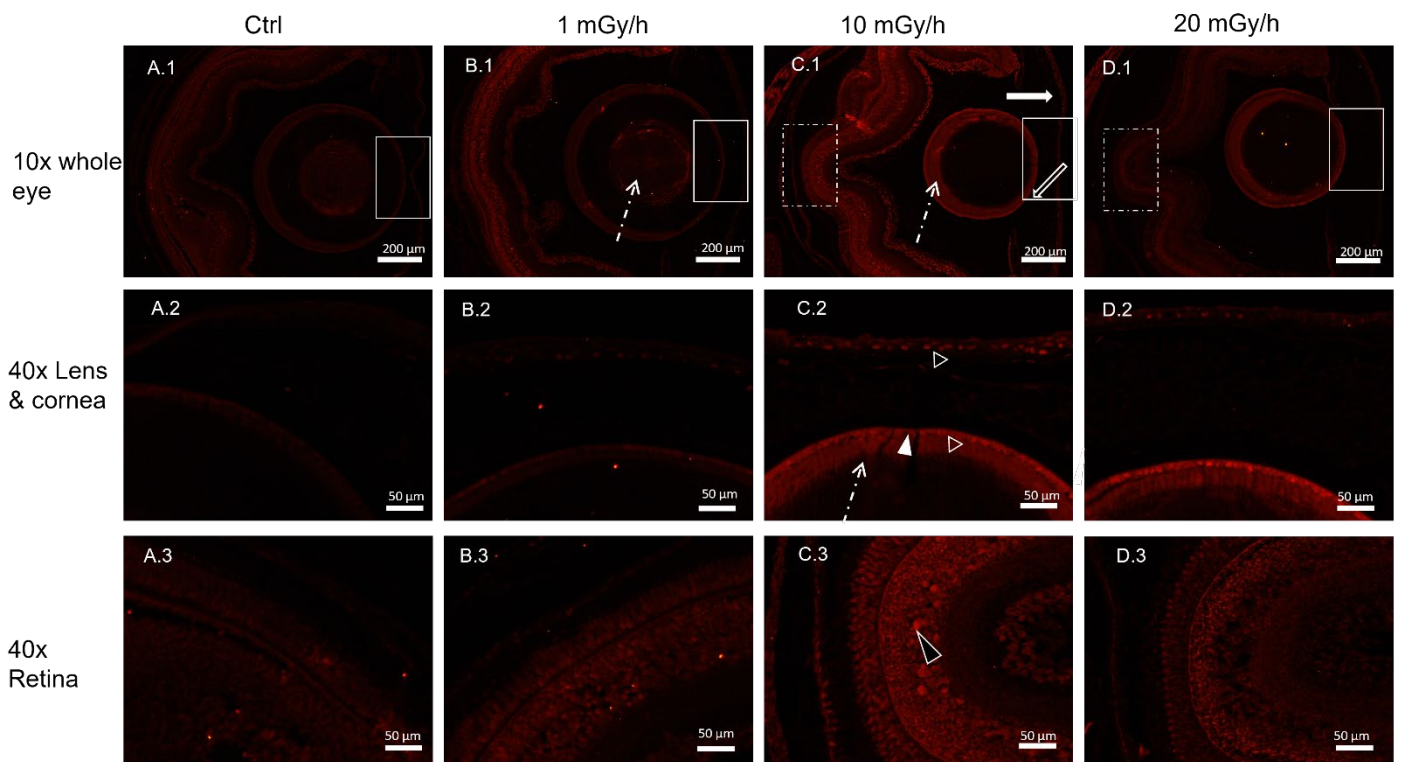 Ctrl
1 mGy/h
10 mGy/h
20 mGy/h
10x whole
eye
A.1
200 µm
B.1
200 µm
C.1
200 µm
D.1
200 µm
40x Lens
& cornea
A.2
50 µm
B.2
50 µm
C.2
50 µm
D.2
50 µm
40x
Retina
A.3
50 µm
B.3
50 µm
C.3
50 µm
D.3
50 µm